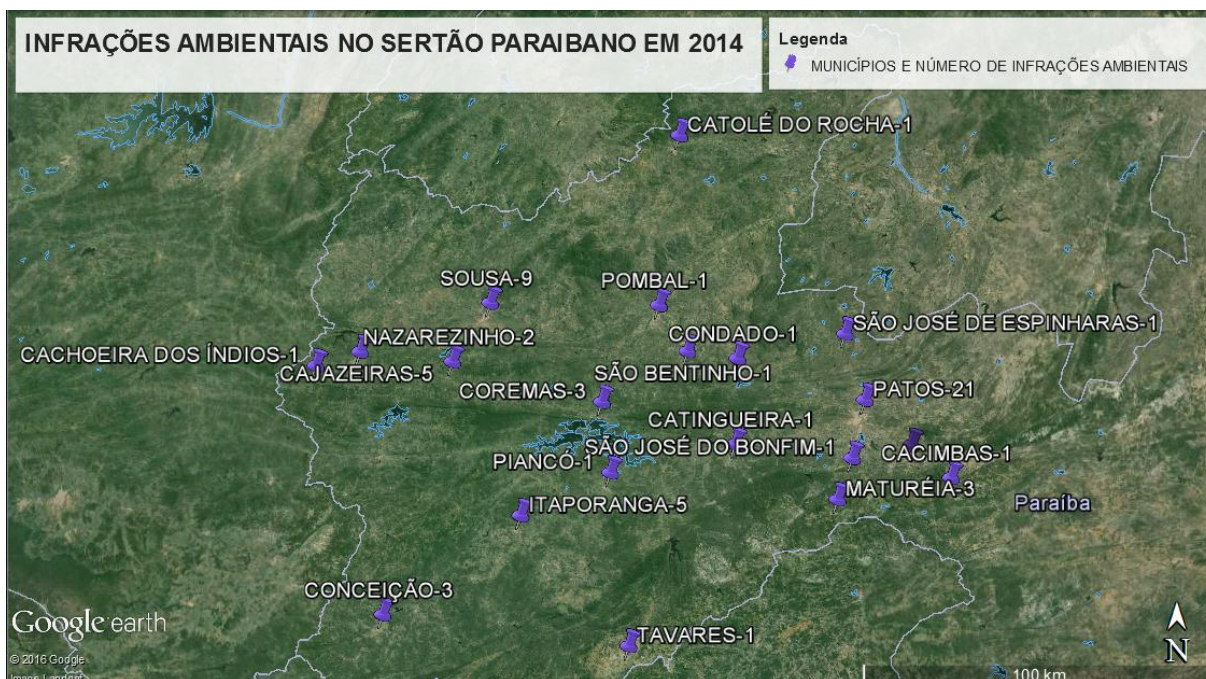 INFRAÇÕES AMBIENTAIS NO SERTÃO PARAIBANO EM 2014
Legenda
MUNICÍPIOS E NÚMERO DE INFRAÇÕES AMBIENTAIS
CATOLÉ DO ROCHA-1
SOUSA-9
POMBAL-1
SÃO JOSÉ DE ESPINHARAS-1
NAZAREZINHO-2
CONDADO-1
CACHOEIRA DOS ÍNDIOS-1
CAJAZEIRAS-5
SÃO BENTINHO-1
COREMAS-3
PATOS-21
CATINGUEIRA-1
SÃO JOSÉ DO BONFIM-1
CACIMBAS-1
PIANCÓ-1
MATURÉIA-3
ITAPORANGA-5
Paraíba
CONCEIÇÃO-3
Google earth
TAVARES-1
N
© 2016 Google
Image Landsat
100 km